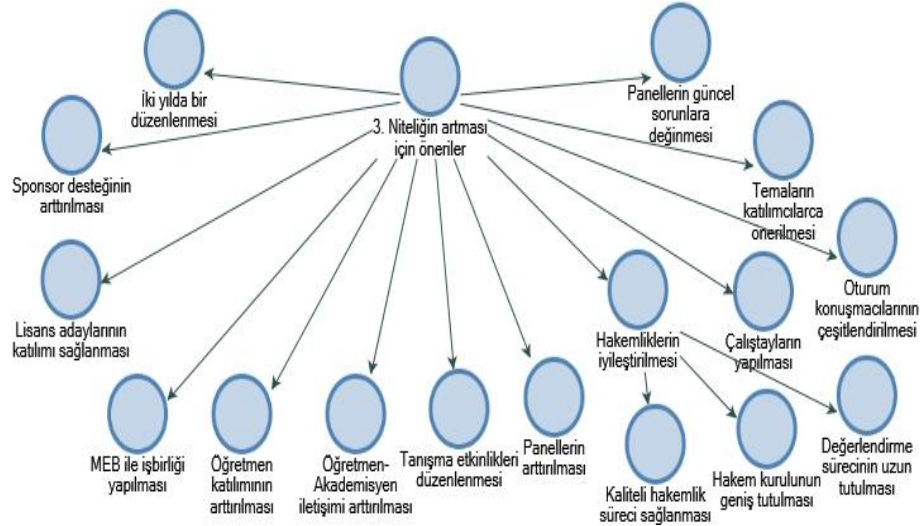 İki yılda bir
düzenlenmesi
3. Niteliğin artması
için öneriler
Panellerin güncel
sorunlara
değinmesi
Sponsor desteğinin
arttırılması
Temaların
katılımcılarca
önerilmesi
Lisans adaylarının
katılımı sağlanması
Hakemliklerin
iyileştirilmesi
Çalıştayların
yapılması
Oturum
konuşmacılarının
çeşitlendirilmesi
MEB ile işbirliği
yapılması
Öğretmen
katılımının
arttırılması
Öğretmen-
Akademisyen
iletişimi arttırılması
Tanışma etkinlikleri
düzenlenmesi
Panellerin
arttırılması
Kaliteli hakemlik
süreci sağlanması
Hakem kurulunun
geniş tutulması
Değerlendirme
sürecinin uzun
tutulması